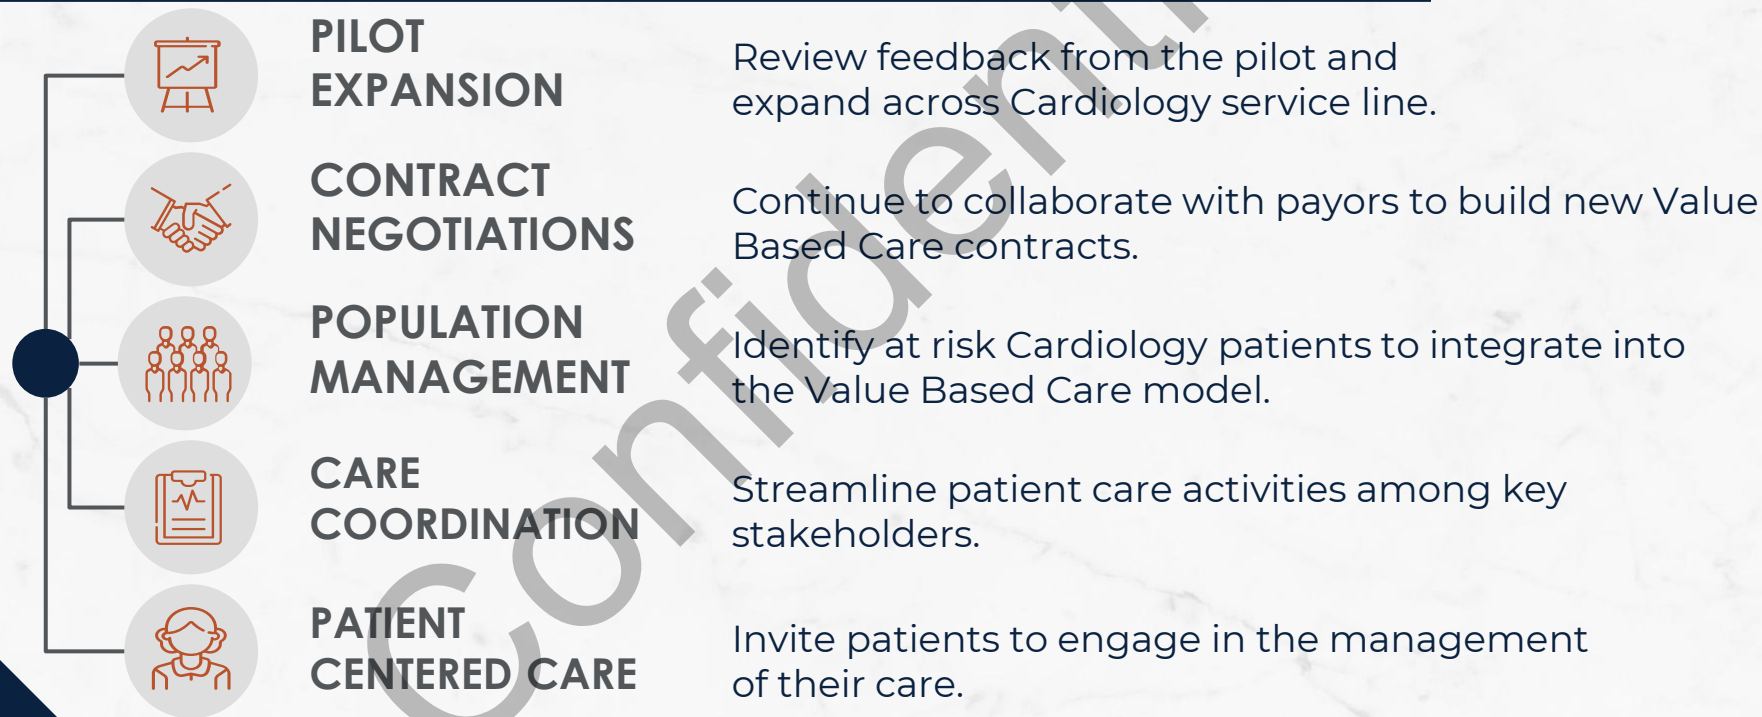 PILOT
EXPANSION
Review feedback from the pilot and
expand across Cardiology service line.
CONTRACT
NEGOTIATIONS
Continue to collaborate with payors to build new Value
Based Care contracts.
POPULATION
MANAGEMENT
Identify at risk Cardiology patients to integrate into
the Value Based Care model.
CARE
COORDINATION
Streamline patient care activities among key
stakeholders.
PATIENT
CENTERED CARE
Invite patients to engage in the management
of their care.
Confidenti